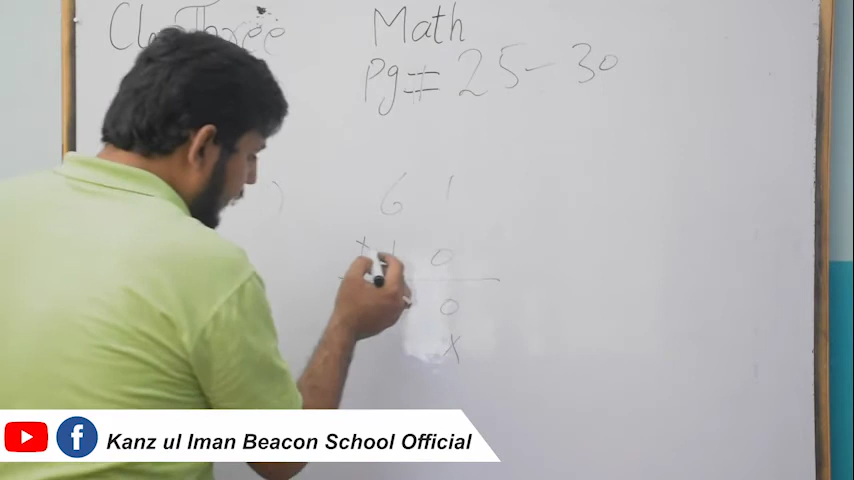 Math
Pg# 25-30
6 1
× 1 0
0
×
Kanz ul Iman Beacon School Official